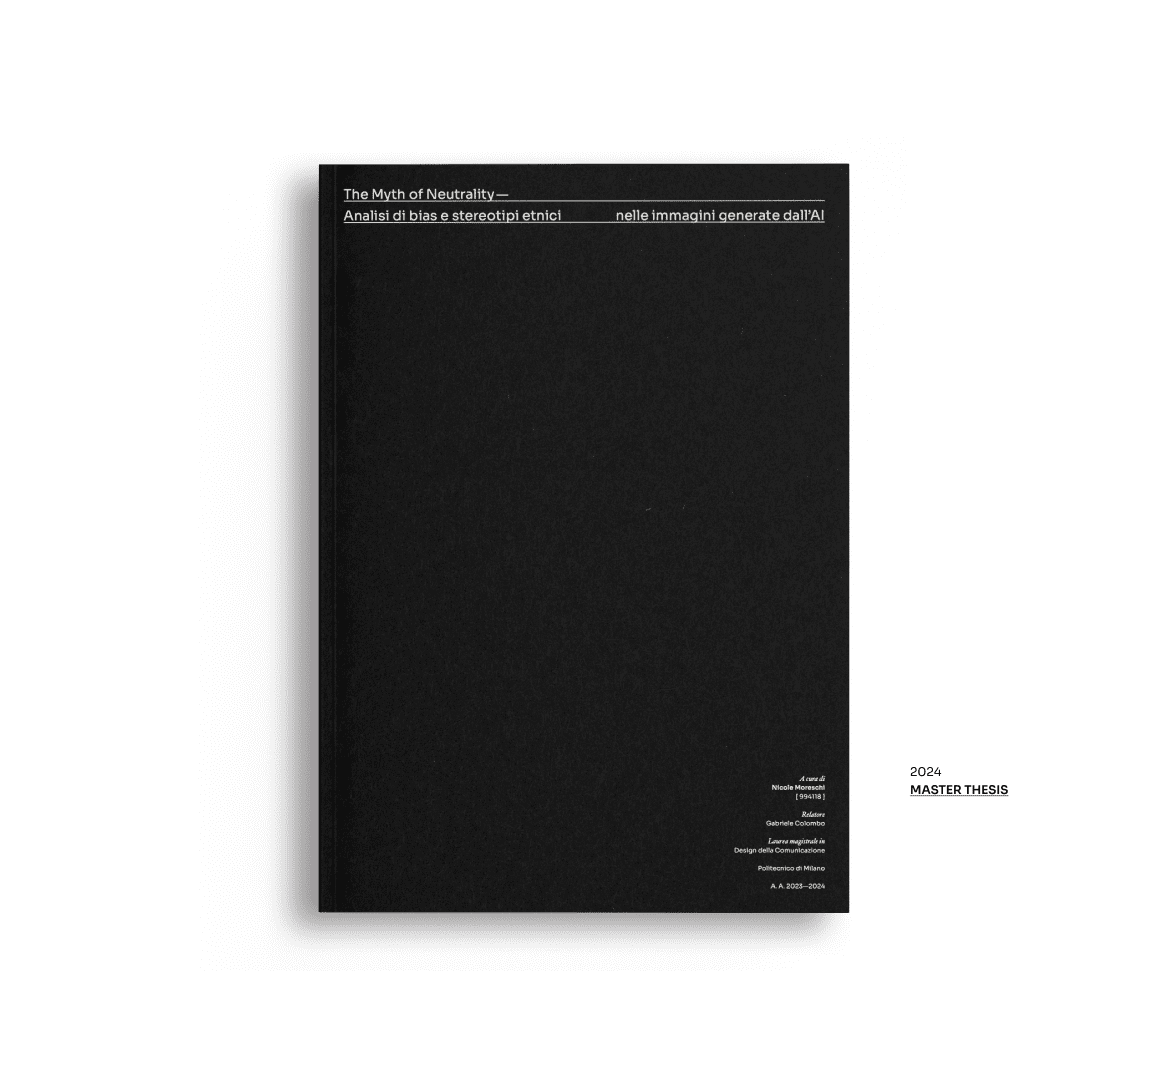 The Myth of Neutrality—
Analisi di bias e stereotipi etnici nelle immagini generate dall'AI
A cura di
Nicole Moreschi
[ 994118 ]
Relatore
Gabriele Colombo
Laurea magistrale in
Design della Comunicazione
Politecnico di Milano
A. A. 2023—2024
2024
MASTER THESIS